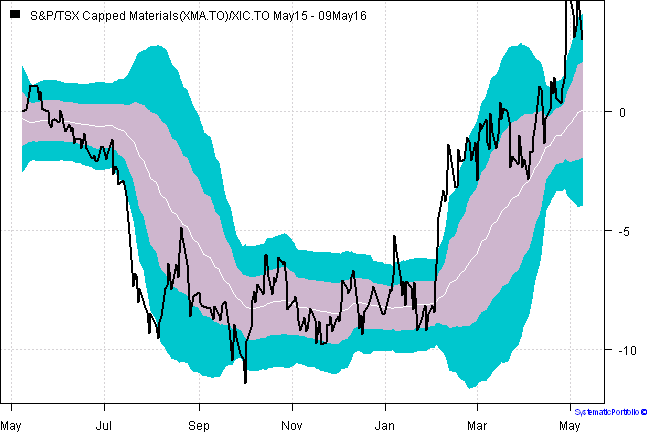 S&P/TSX Capped Materials(XMA.TO)/XIC.TO May15 - 09May16
0
-5
-10
May Jul Sep Nov Jan Mar May
SystematicPortfolio ©